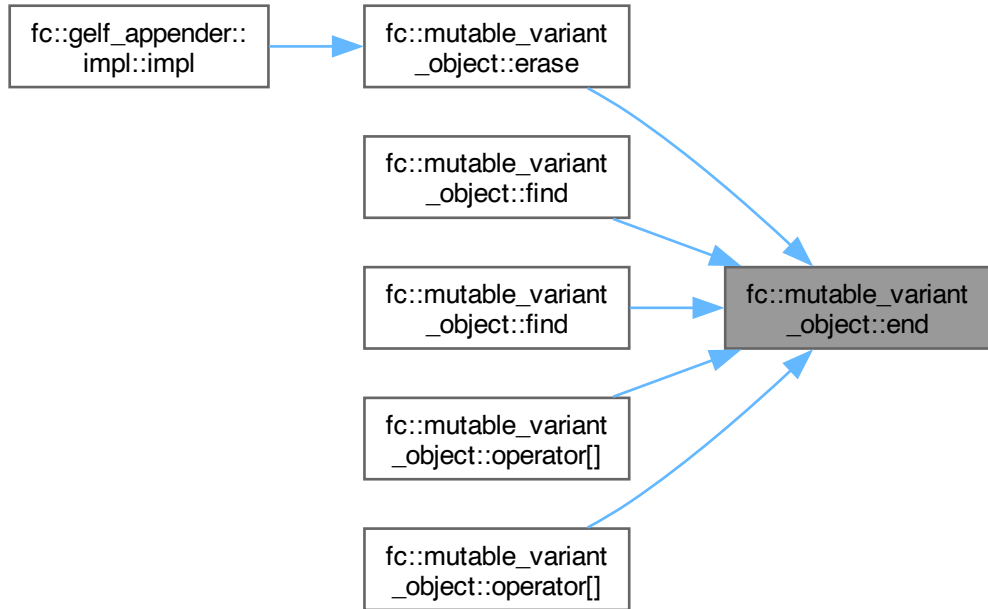 fc::gelf_appender::
impl::impl
fc::mutable_variant
_object::erase
fc::mutable_variant
_object::find
fc::mutable_variant
_object::find
fc::mutable_variant
_object::end
fc::mutable_variant
_object::operator[]
fc::mutable_variant
_object::operator[]